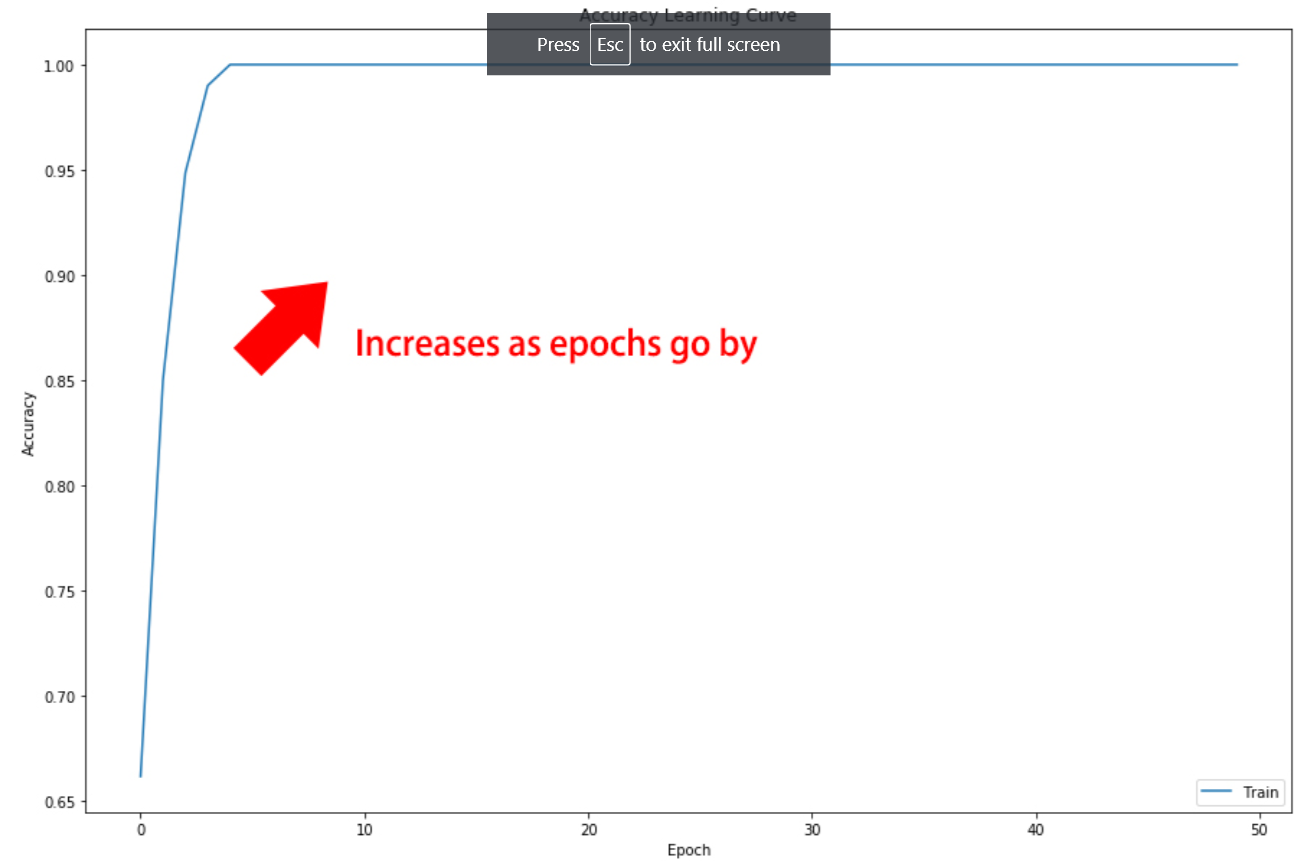 Accuracy Learning Curve
Press Esc to exit full screen
1.00
0.95
0.90
Increases as epochs go by
0.85
Accuracy
0.80
0.75
0.70
0.65
Train
0 10 20 30 40 50
Epoch